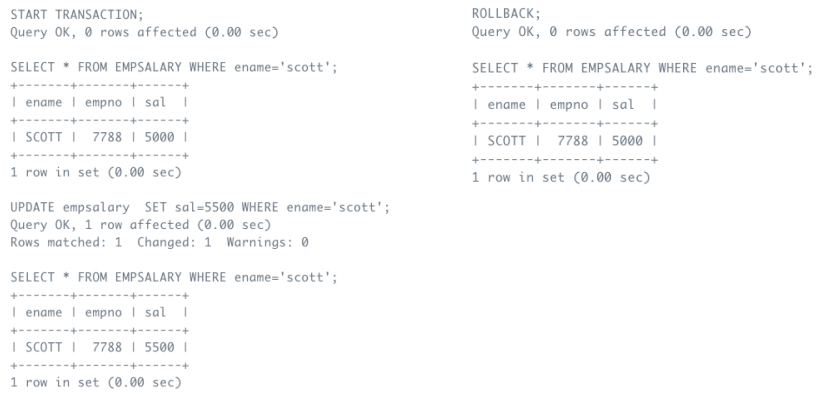 START TRANSACTION;
Query OK, 0 rows affected (0.00 sec)
SELECT * FROM EMPSALARY WHERE ename='scott';
+-------+-------+------+
| ename | empno | sal  |
+-------+-------+------+
| SCOTT |  7788 | 5000 |
+-------+-------+------+
1 row in set (0.00 sec)
UPDATE empsalary  SET sal=5500 WHERE ename='scott';
Query OK, 1 row affected (0.00 sec)
Rows matched: 1  Changed: 1  Warnings: 0
SELECT * FROM EMPSALARY WHERE ename='scott';
+-------+-------+------+
| ename | empno | sal  |
+-------+-------+------+
| SCOTT |  7788 | 5500 |
+-------+-------+------+
1 row in set (0.00 sec)
ROLLBACK;
Query OK, 0 rows affected (0.00 sec)
SELECT * FROM EMPSALARY WHERE ename='scott';
+-------+-------+------+
| ename | empno | sal  |
+-------+-------+------+
| SCOTT |  7788 | 5000 |
+-------+-------+------+
1 row in set (0.00 sec)